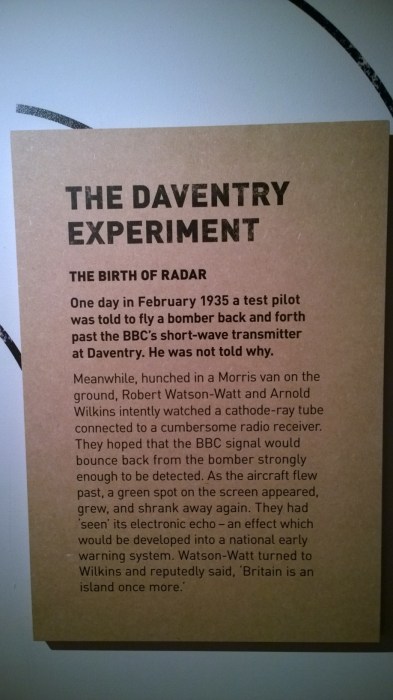 THE DAVENTRY
EXPERIMENT
THE BIRTH OF RADAR
One day in February 1935 a test pilot
was told to fly a bomber back and forth
past the BBC's short-wave transmitter
at Daventry. He was not told why.
Meanwhile, hunched in a Morris van on the
ground, Robert Watson-Watt and Arnold
Wilkins intently watched a cathode-ray tube
connected to a cumbersome radio receiver.
They hoped that the BBC signal would
bounce back from the bomber strongly
enough to be detected. As the aircraft flew
past, a green spot on the screen appeared,
grew, and shrank away again. They had
'seen' its electronic echo – an effect which
would be developed into a national early
warning system. Watson-Watt turned to
Wilkins and reputedly said, 'Britain is an
island once more.'